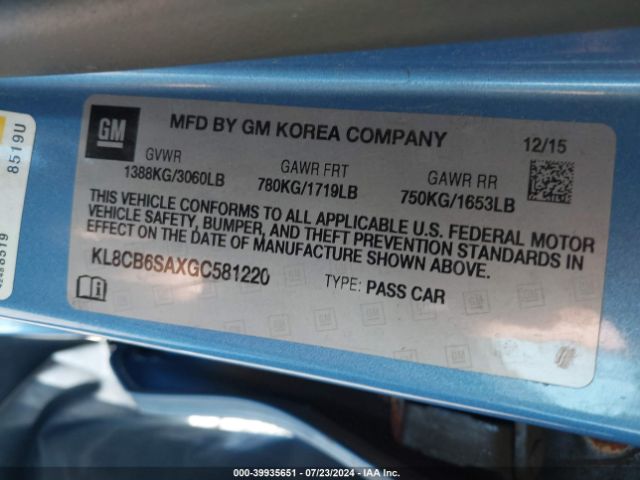 GM
MFD BY GM KOREA COMPANY
12/15
GVWR
1388KG/3060LB
GAWR FRT
780KG/1719LB
GAWR RR
750KG/1653LB
THIS VEHICLE CONFORMS TO ALL APPLICABLE U.S. FEDERAL MOTOR
VEHICLE SAFETY, BUMPER, AND THEFT PREVENTION STANDARDS IN
EFFECT ON THE DATE OF MANUFACTURE SHOWN ABOVE.
KL8CB6SAXGC581220
TYPE: PASS CAR
8519U
000-39935651 - 07/23/2024 - IAA Inc.